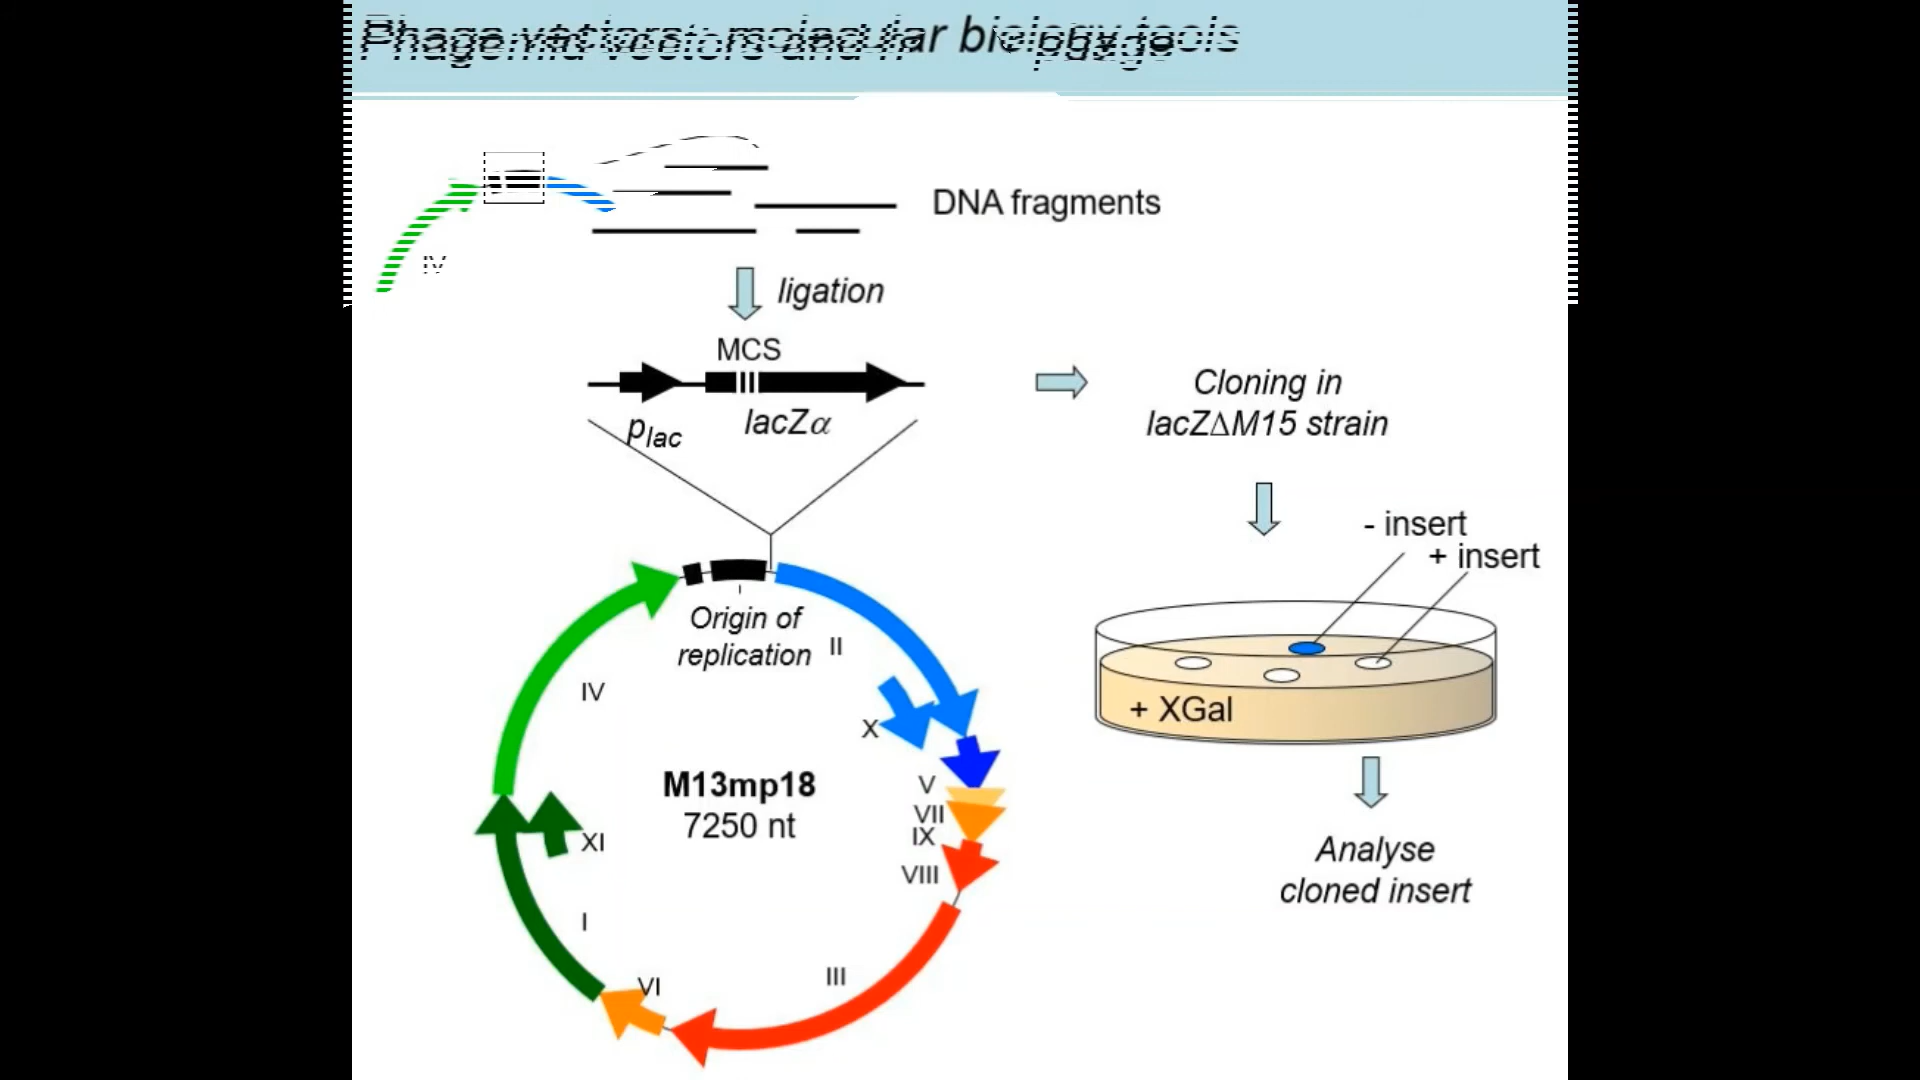 DNA fragments
ligation
MCS
plac
lacZα
Cloning in
lacZΔM15 strain
- insert
+ insert
+ XGal
Analyse
cloned insert
IV
Origin of
replication
II
IV
X
M13mp18
7250 nt
V
VII
IX
VIII
XI
I
III
VI